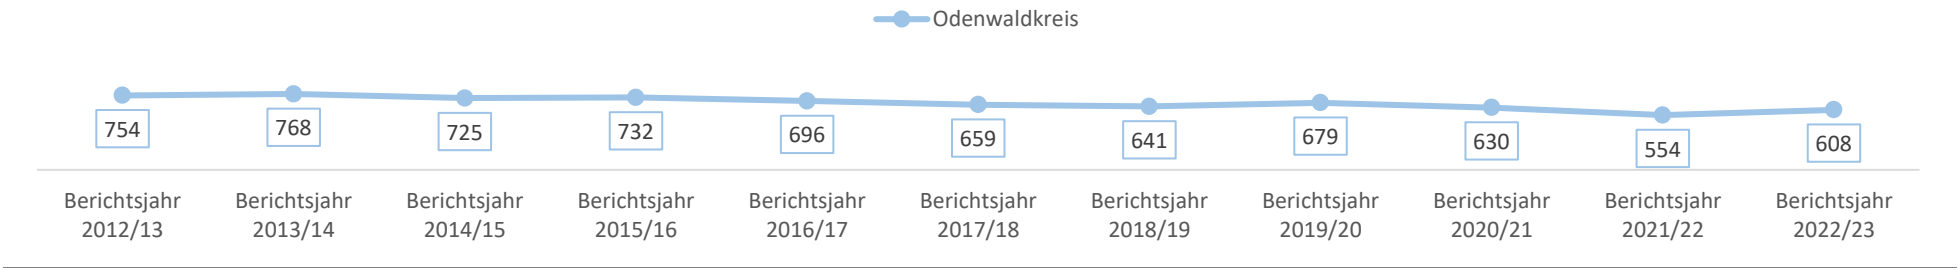 Odenwaldkreis
754
768
725
732
696
659
641
679
630
554
608
Berichtsjahr
2012/13
Berichtsjahr
2013/14
Berichtsjahr
2014/15
Berichtsjahr
2015/16
Berichtsjahr
2016/17
Berichtsjahr
2017/18
Berichtsjahr
2018/19
Berichtsjahr
2019/20
Berichtsjahr
2020/21
Berichtsjahr
2021/22
Berichtsjahr
2022/23